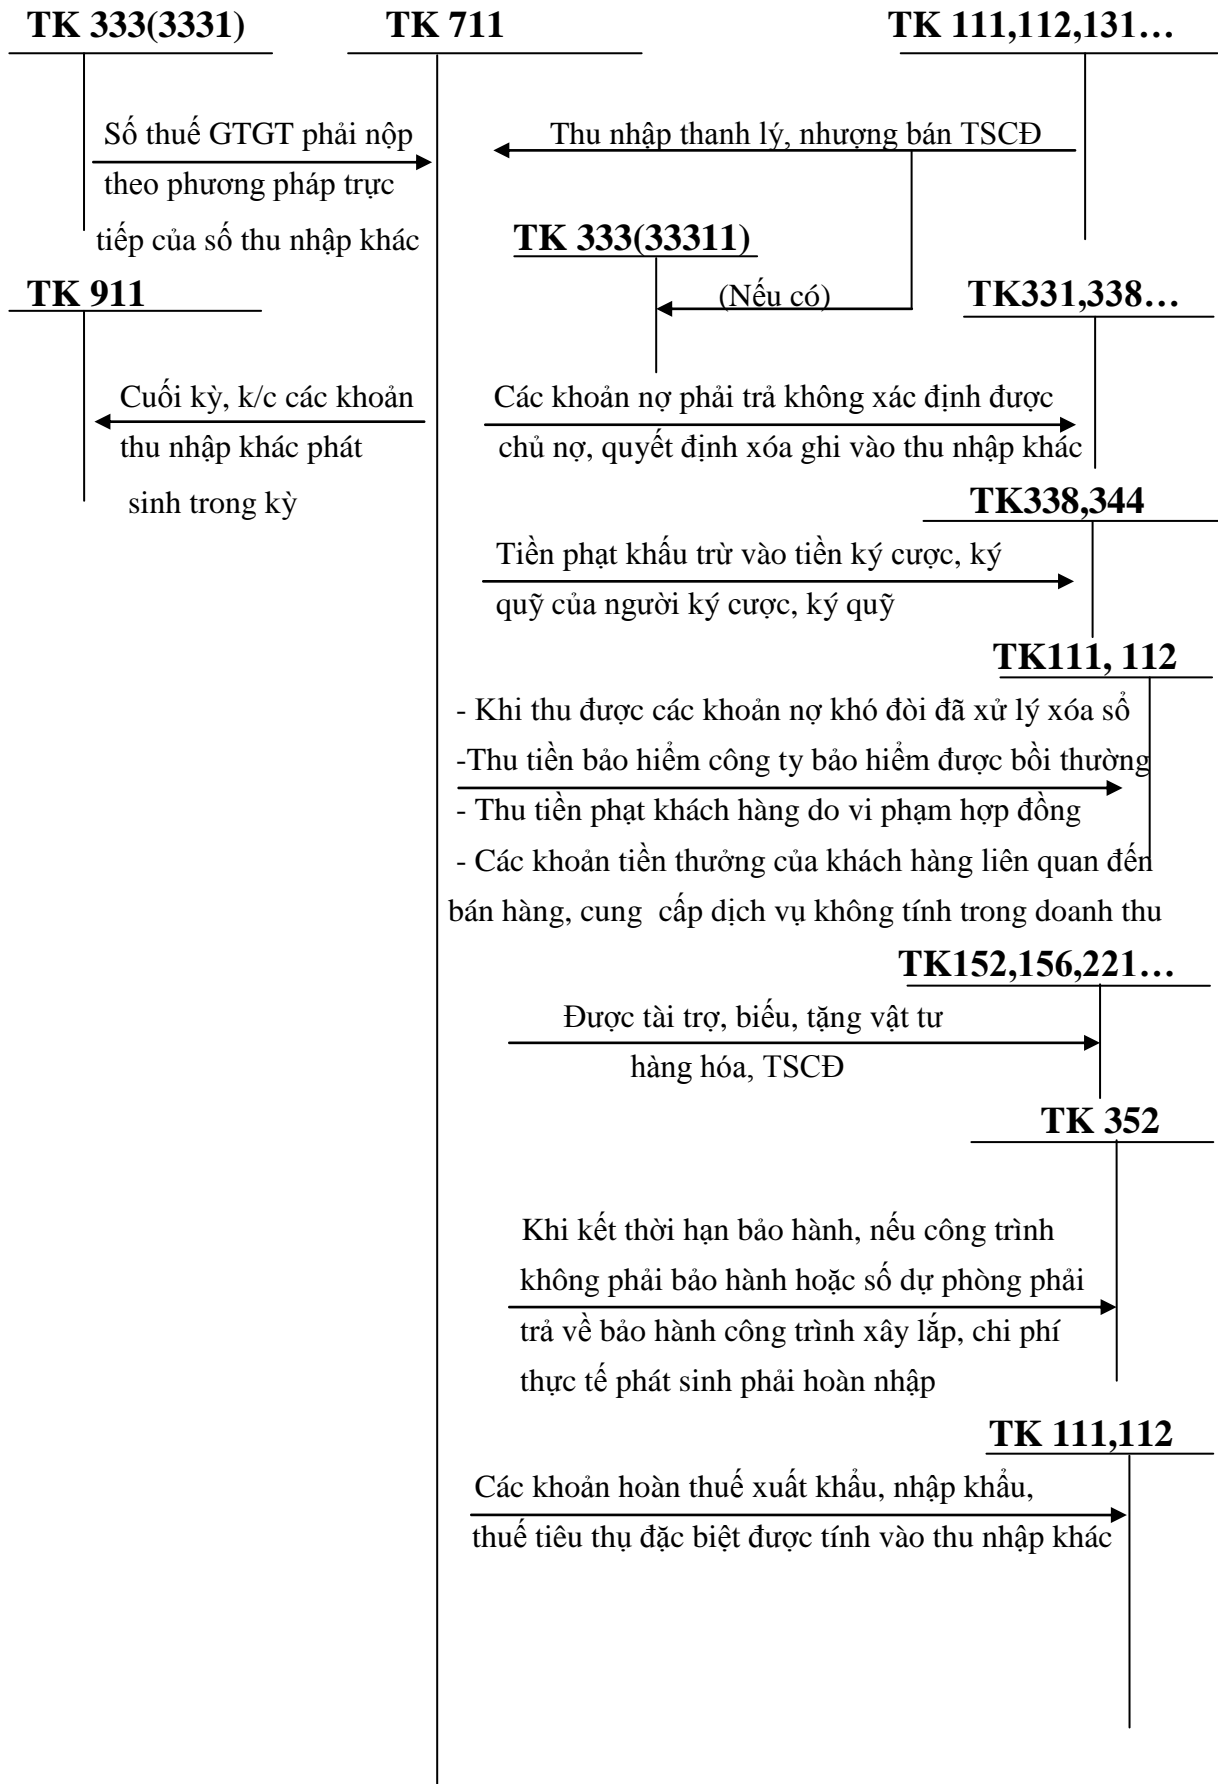 TK 333(3331)
TK 711
TK 111,112,131…
Số thuế GTGT phải nộp
theo phương pháp trực
tiếp của số thu nhập khác
Thu nhập thanh lý, nhượng bán TSCĐ
TK 333(33311)
(Nếu có)
TK 911
TK331,338…
Cuối kỳ, k/c các khoản
thu nhập khác phát
sinh trong kỳ
Các khoản nợ phải trả không xác định được
chủ nợ, quyết định xóa ghi vào thu nhập khác
TK338,344
Tiền phạt khấu trừ vào tiền ký cược, ký
quỹ của người ký cược, ký quỹ
TK111, 112
- Khi thu được các khoản nợ khó đòi đã xử lý xóa sổ
-Thu tiền bảo hiểm công ty bảo hiểm được bồi thường
- Thu tiền phạt khách hàng do vi phạm hợp đồng
- Các khoản tiền thưởng của khách hàng liên quan đến
bán hàng, cung cấp dịch vụ không tính trong doanh thu
TK152,156,221…
Được tài trợ, biếu, tặng vật tư
hàng hóa, TSCĐ
TK 352
Khi kết thời hạn bảo hành, nếu công trình
không phải bảo hành hoặc số dự phòng phải
trả về bảo hành công trình xây lắp, chi phí
thực tế phát sinh phải hoàn nhập
TK 111,112
Các khoản hoàn thuế xuất khẩu, nhập khẩu,
thuế tiêu thụ đặc biệt được tính vào thu nhập khác